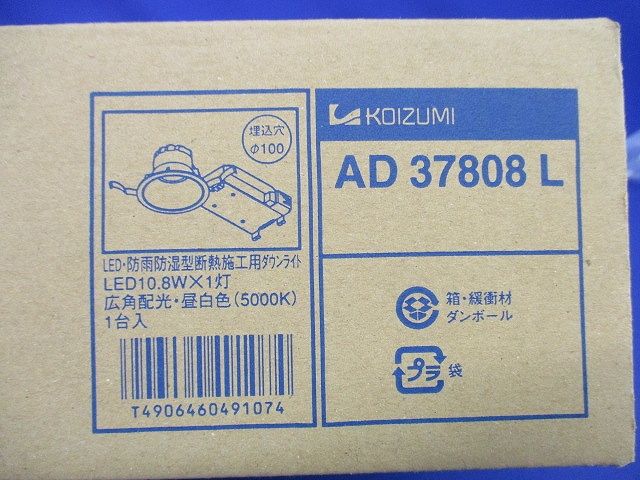 埋込穴
Φ100
LED・防雨防湿型断熱施工用ダウンライト
LED10.8W×1灯
広角配光・昼白色(5000K)
1台入
T4906460491074
KOIZUMI
AD 37808 L
箱・緩衝材
ダンボール
プラ
袋